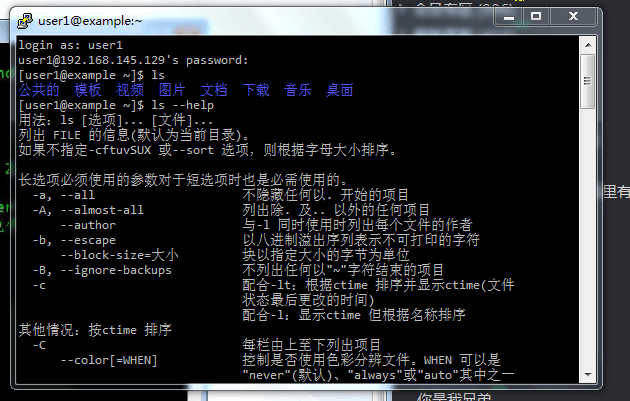 user1@example:~
login as: user1
user1@192.168.145.129's password:
[user1@example ~]$ ls
公共的 模板 视频 图片 文档 下载 音乐 桌面
[user1@example ~]$ ls --help
用法: ls [选项]... [文件]...
列出 FILE 的信息(默认为当前目录)。
如果不指定-cftuvSUX 或--sort 选项，则根据字母大小排序。
长选项必须使用的参数对于短选项时也是必需使用的。
-a, --all 不隐藏任何以. 开始的项目
-A, --almost-all 列出除. 及.. 以外的任何项目
--author 与-l 同时使用时列出每个文件的作者
-b, --escape 以八进制溢出序列表示不可打印的字符
--block-size=大小 块以指定大小的字节为单位
-B, --ignore-backups 不列出任何以"~"字符结束的项目
-c 配合-lt: 根据ctime 排序并显示ctime(文件
状态最后更改的时间)
配合-l: 显示ctime 但根据名称排序
其他情况: 按ctime 排序
-C 每栏由上至下列出项目
--color[=WHEN] 控制是否使用色彩分辨文件。WHEN 可以是
"never"(默认)、"always"或"auto"其中之一
里有
你是我兄弟